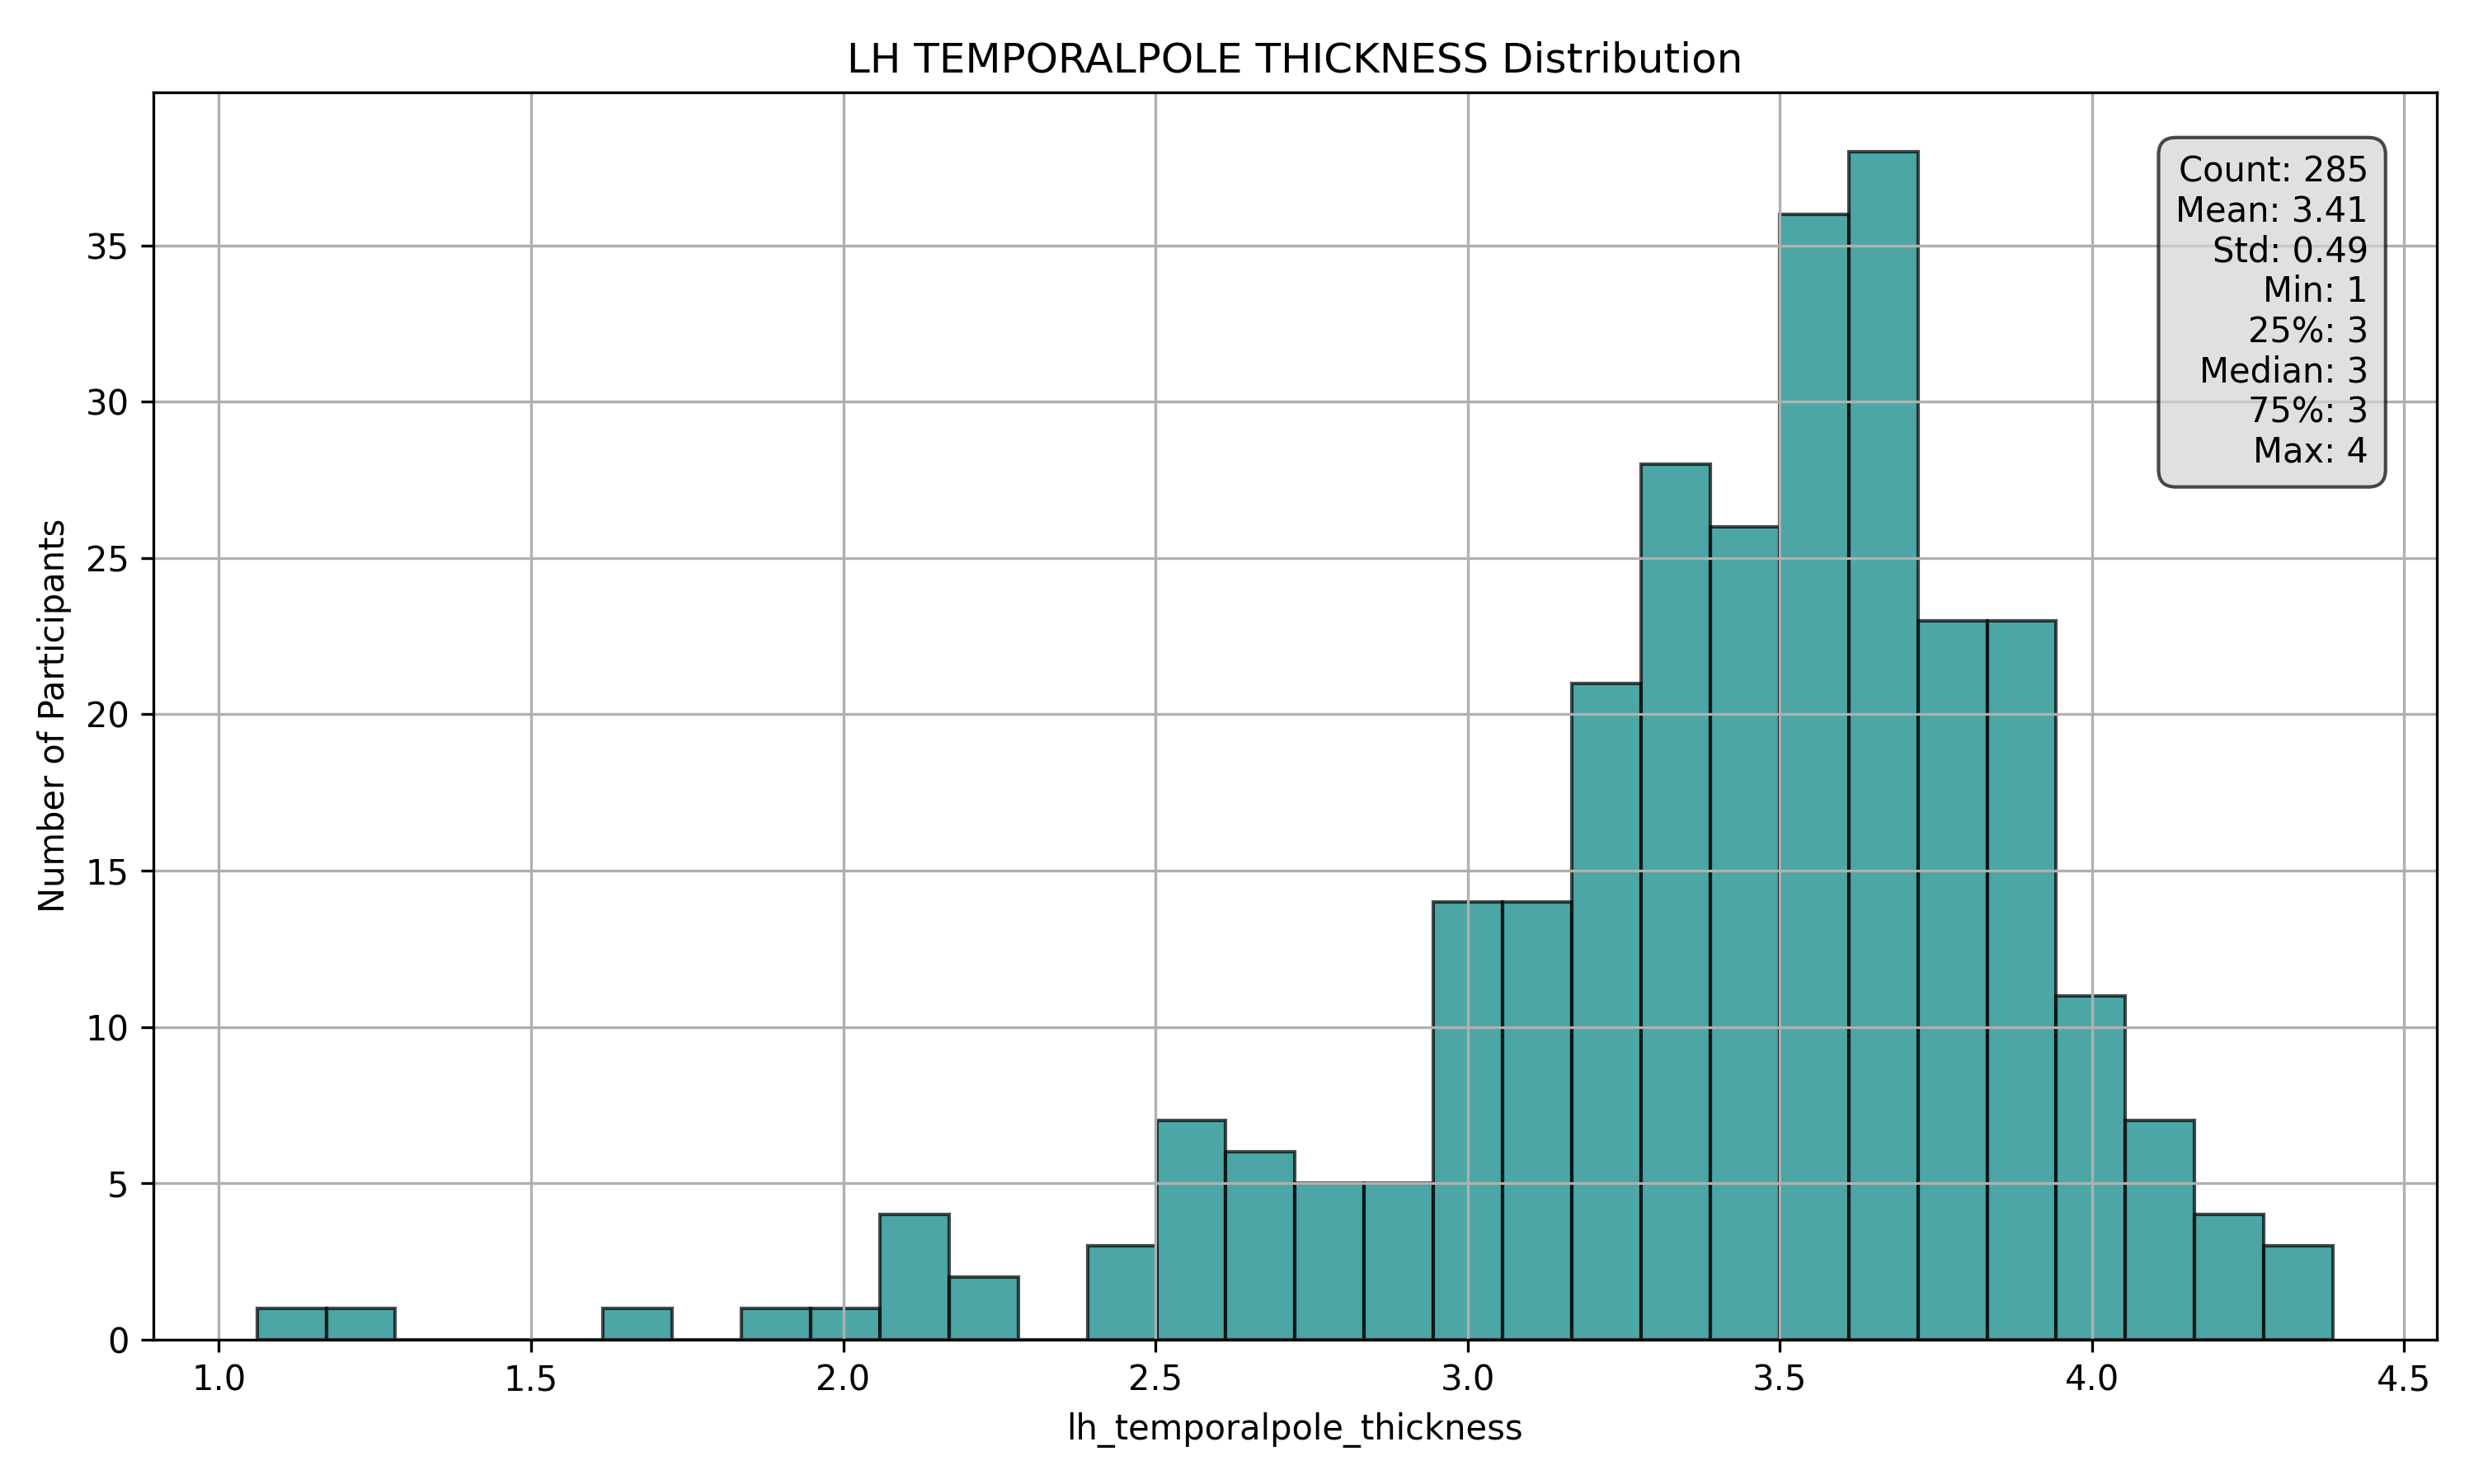 LH TEMPORALPOLE THICKNESS Distribution
Count: 285
Mean: 3.41
Std: 0.49
Min: 1
25%: 3
Median: 3
75%: 3
Max: 4
Number of Participants
35
30
25
20
15
10
5
0
1.0 1.5 2.0 2.5 3.0 3.5 4.0 4.5
lh_temporalpole_thickness